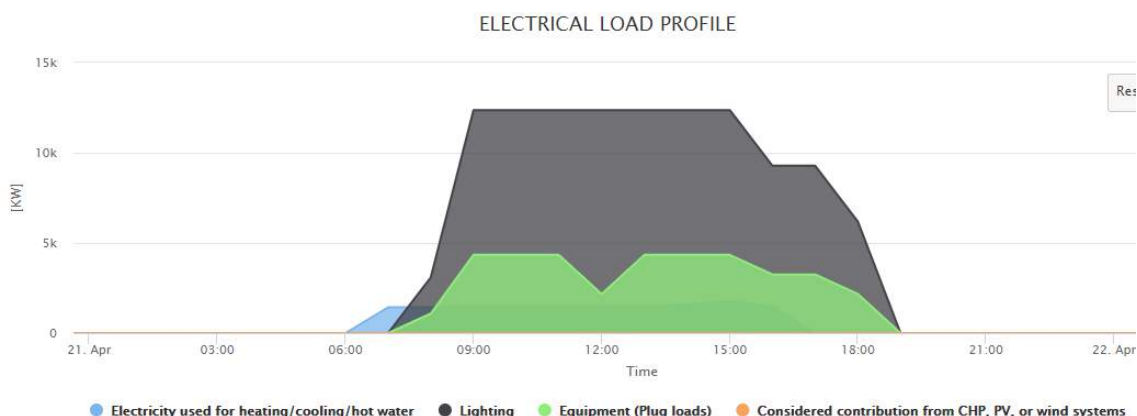 ELECTRICAL LOAD PROFILE
15k
Res
10k
[KW]
5k
0
21. Apr 03:00 06:00 09:00 12:00 15:00 18:00 21:00 22. Apr
Time
Electricity used for heating/cooling/hot water Lighting Equipment (Plug loads) Considered contribution from CHP, PV, or wind systems